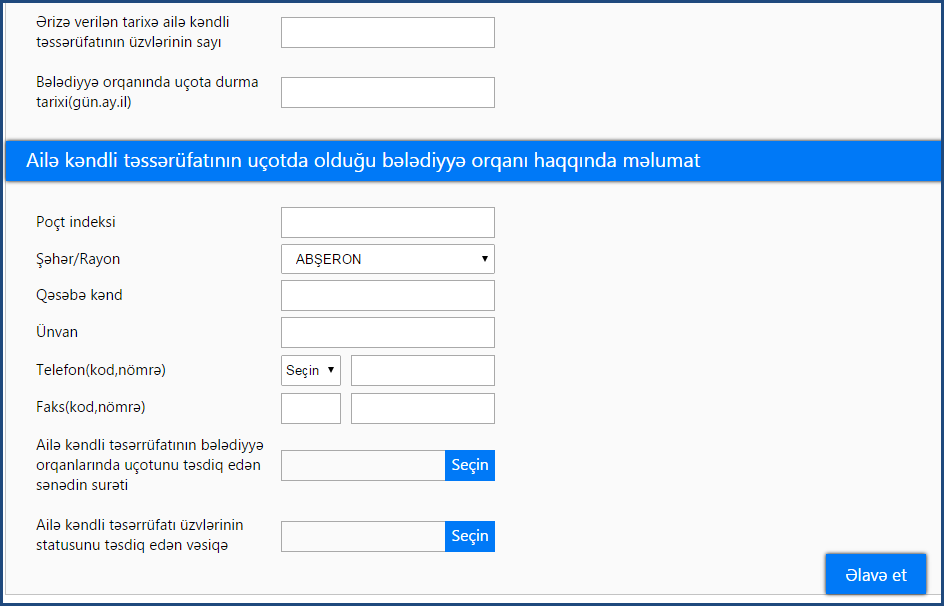 Ərizə verilən tarixə ailə kəndli
təssərüfatının üzvlərinin sayı
Bələdiyyə orqanında uçota durma
tarixi(gün.ay.il)
Ailə kəndli təssərüfatının uçotda olduğu bələdiyyə orqanı haqqında məlumat
Poçt indeksi
Şəhər/Rayon
ABŞERON
Qəsəbə kənd
Ünvan
Telefon(kod,nömrə)
Seçin
Faks(kod,nömrə)
Ailə kəndli təsərrüfatının bələdiyyə
orqanlarında uçotunu təsdiq edən
sənədin surəti
Seçin
Ailə kəndli təsərrüfatı üzvlərinin
statusunu təsdiq edən vəsiqə
Seçin
Əlavə et